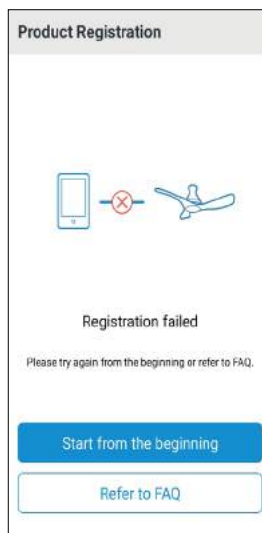 Product Registration
Registration failed
Please try again from the beginning or refer to FAQ.
Start from the beginning
Refer to FAQ